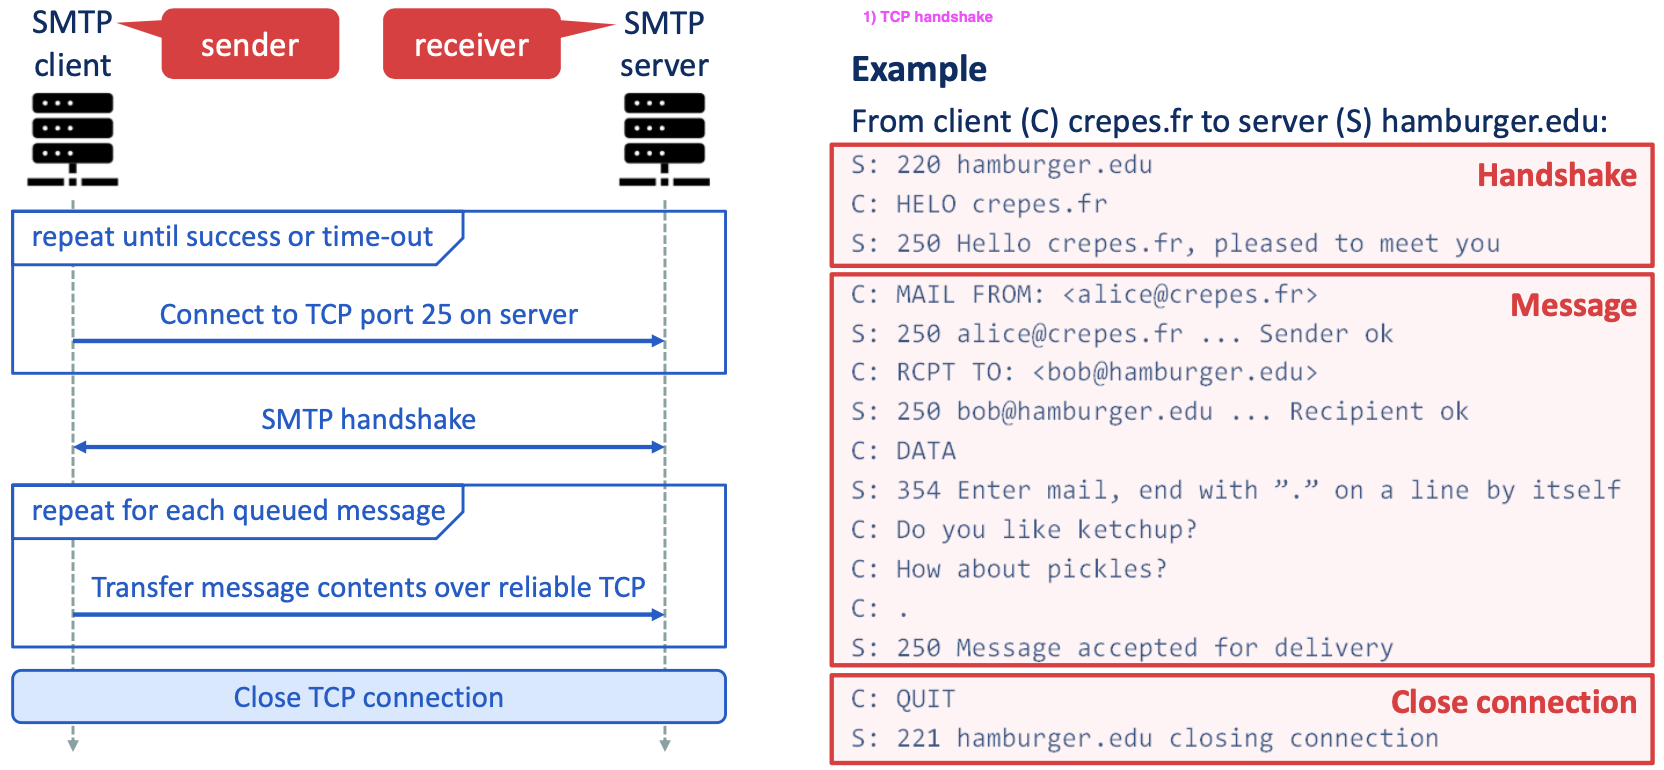 SMTP
client
sender
receiver
SMTP
server
repeat until success or time-out
Connect to TCP port 25 on server
SMTP handshake
repeat for each queued message
Transfer message contents over reliable TCP
Close TCP connection
1) TCP handshake
Example
From client (C) crepes.fr to server (S) hamburger.edu:
Handshake
S: 220 hamburger.edu
C: HELO crepes.fr
S: 250 Hello crepes.fr, pleased to meet you
Message
C: MAIL FROM: <alice@crepes.fr>
S: 250 alice@crepes.fr ... Sender ok
C: RCPT TO: <bob@hamburger.edu>
S: 250 bob@hamburger.edu ... Recipient ok
C: DATA
S: 354 Enter mail, end with ”.” on a line by itself
C: Do you like ketchup?
C: How about pickles?
C: .
S: 250 Message accepted for delivery
Close connection
C: QUIT
S: 221 hamburger.edu closing connection